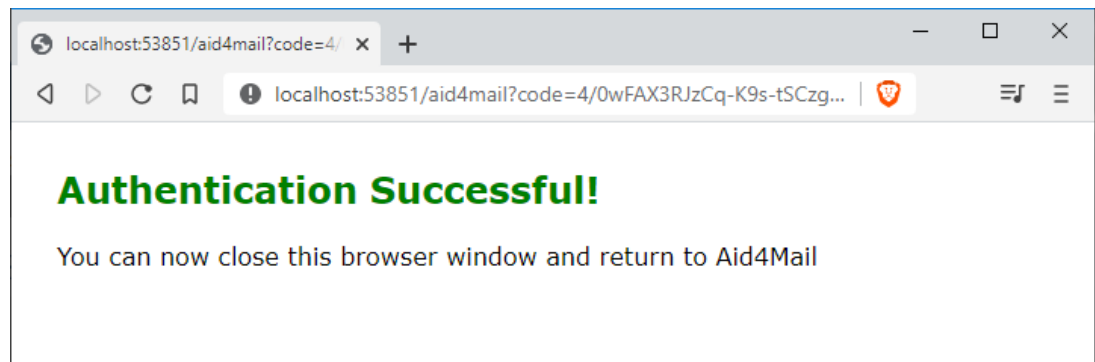 localhost:53851/aid4mail?code=4/
localhost:53851/aid4mail?code=4/0wFAX3RJzCq-K9s-tSCzg...
Authentication Successful!
You can now close this browser window and return to Aid4Mail